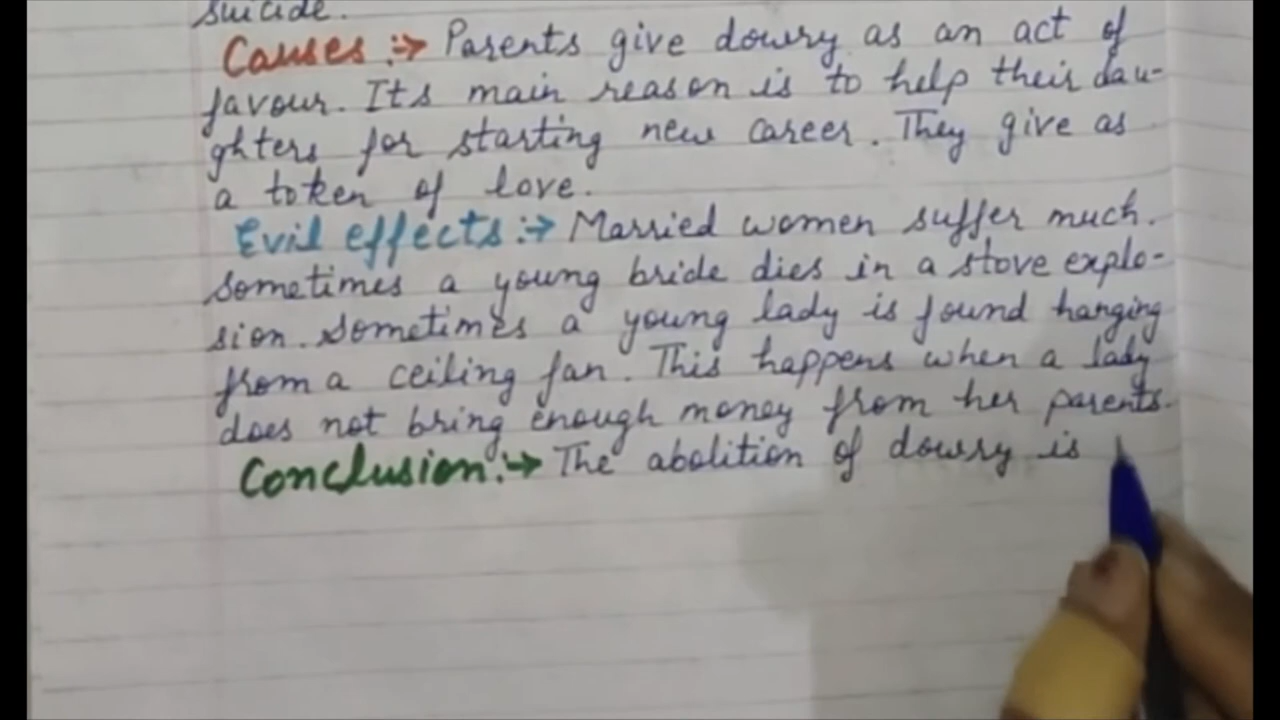 suicide.
Causes :-> Parents give dowry as an act of
favour. Its main reason is to help their dau-
ghters for starting new career. They give as
a token of love.
Evil effects :-> Married women suffer much.
Sometimes a young bride dies in a stove explo-
sion. Sometimes a young lady is found hanging
from a ceiling fan. This happens when a lady
does not bring enough money from her parents.
Conclusion :-> The abolition of dowry is